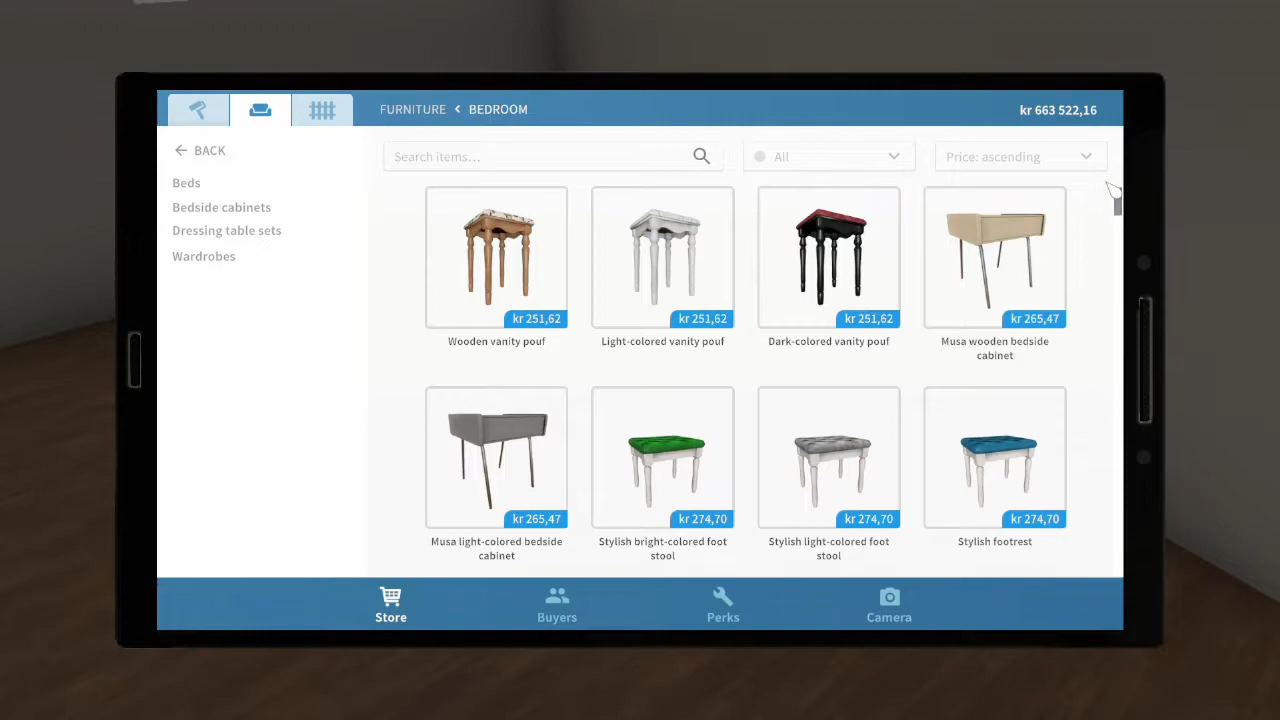 FURNITURE < BEDROOM
kr 663 522,16
BACK
Search items...
All
Price: ascending
Beds
Bedside cabinets
Dressing table sets
Wardrobes
kr 251,62
kr 251,62
kr 251,62
kr 265,47
Wooden vanity pouf
Light-colored vanity pouf
Dark-colored vanity pouf
Musa wooden bedside
cabinet
kr 265,47
kr 274,70
kr 274,70
kr 274,70
Musa light-colored bedside
cabinet
Stylish bright-colored foot
stool
Stylish light-colored foot
stool
Stylish footrest
Store
Buyers
Perks
Camera